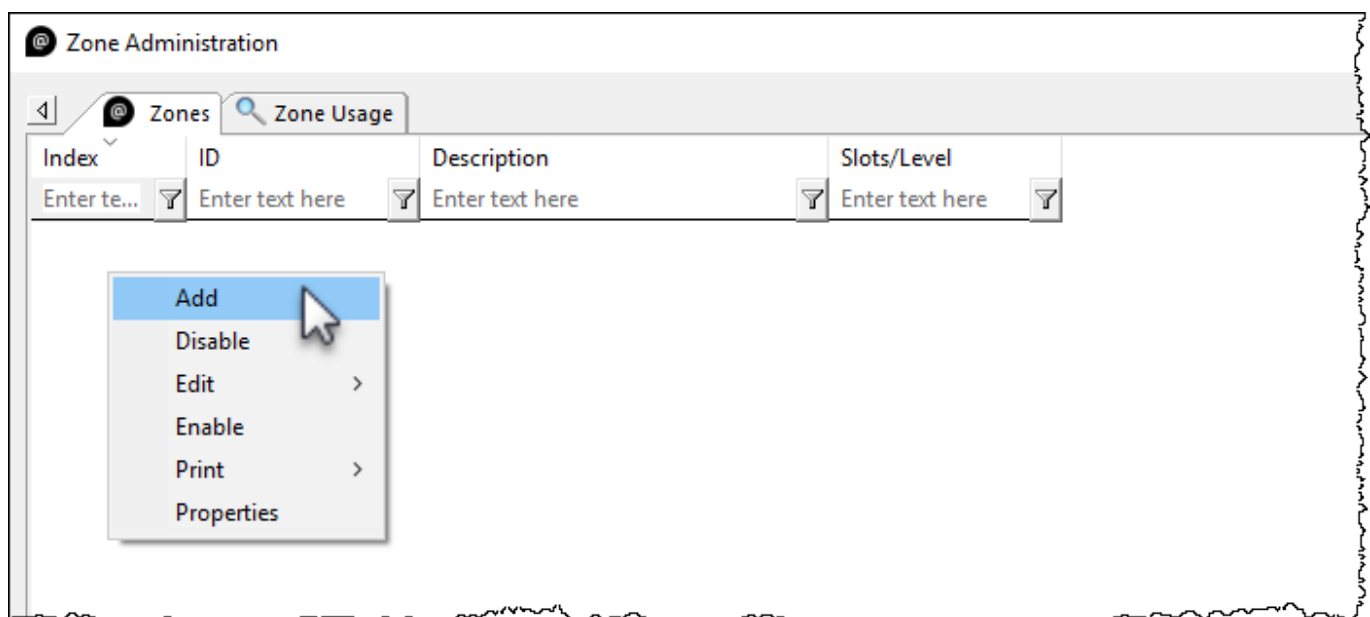 Zone Administration
Zones Zone Usage
Index ID Description Slots/Level
Enter te... Enter text here Enter text here Enter text here
Add
Disable
Edit >
Enable
Print >
Properties